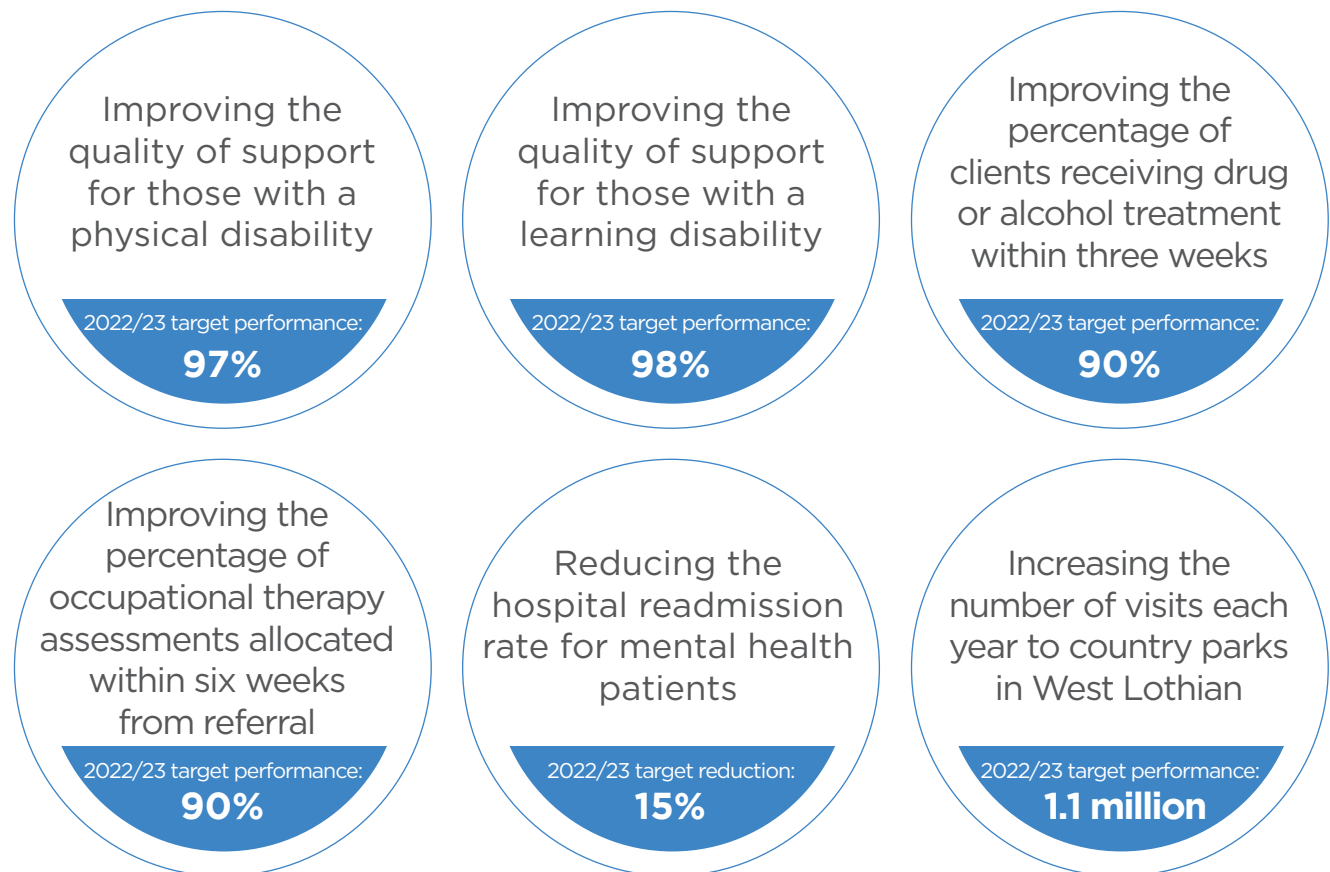 Improving the
quality of support
for those with a
physical disability
2022/23 target performance:
97%
Improving the
quality of support
for those with a
learning disability
2022/23 target performance:
98%
Improving the
percentage of
clients receiving drug
or alcohol treatment
within three weeks
2022/23 target performance:
90%
Improving the
percentage of
occupational therapy
assessments allocated
within six weeks
from referral
2022/23 target performance:
90%
Reducing the
hospital readmission
rate for mental health
patients
2022/23 target reduction:
15%
Increasing the
number of visits each
year to country parks
in West Lothian
2022/23 target performance:
1.1 million